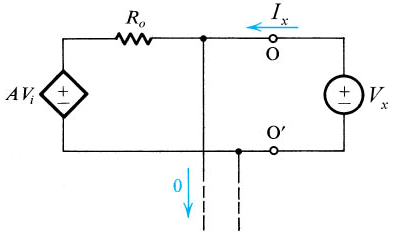 R_o
I_x
O
AV_i
+
−
+
−
V_x
O′
0